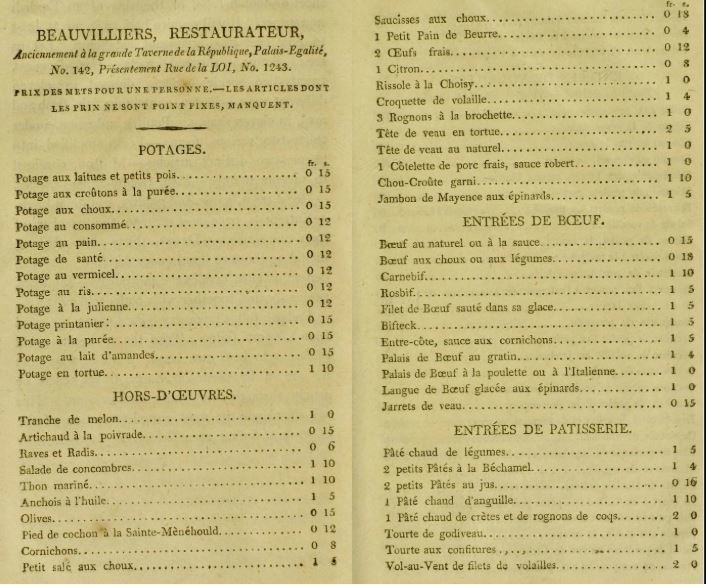 BEAUVILLIERS, RESTAURATEUR,
Anciennement à la grande Taverne de la République, Palais-Egalité,
No. 142, Présentement Rue de la LOI, No. 1243.
PRIX DES METS POUR UNE PERSONNE.—LES ARTICLES DONT
LES PRIX NE SONT POINT FIXES, MANQUENT.
POTAGES.
fr. s.
Potage aux laitues et petits pois.................... 0 15
Potage aux croûtons à la purée.................... 0 15
Potage aux choux.................... 0 15
Potage au consommé.................... 0 12
Potage au pain.................... 0 12
Potage de santé.................... 0 12
Potage au vermicel.................... 0 12
Potage au ris.................... 0 12
Potage à la julienne.................... 0 12
Potage printanier: .................... 0 15
Potage à la purée.................... 0 15
Potage au lait d'amandes.................... 0 15
Potage en tortue.................... 1 10
HORS-D'ŒUVRES.
Tranche de melon.................... 1 0
Artichaud à la poivrade.................... 0 15
Raves et Radis.................... 0 6
Salade de concombres.................... 1 10
Thon mariné.................... 1 10
Anchois à l'huile.................... 1 5
Olives.................... 0 15
Pied de cochon à la Sainte-Mènéhould.................... 0 12
Cornichons.................... 0 8
Petit salé aux choux.................... 1 8
fr. s.
Saucisses aux choux.................... 0 18
1 Petit Pain de Beurre.................... 0 4
2 Œufs frais.................... 0 12
1 Citron.................... 0 8
Rissole à la Choisy.................... 1 0
Croquette de volaille.................... 1 4
3 Rognons à la brochette.................... 1 0
Tête de veau en tortue.................... 2 5
Tête de veau au naturel.................... 1 0
1 Côtelette de porc frais, sauce robert.................... 1 0
Chou-Croûte garni.................... 1 10
Jambon de Mayence aux épinards.................... 1 5
ENTRÉES DE BŒUF.
Bœuf au naturel ou à la sauce.................... 0 15
Bœuf aux choux ou aux légumes.................... 0 18
Carnebif.................... 1 10
Rosbif.................... 1 5
Filet de Bœuf sauté dans sa glace.................... 1 5
Bifteck.................... 1 5
Entre-côte, sauce aux cornichons.................... 1 5
Palais de Bœuf au gratin.................... 1 4
Palais de Bœuf à la poulette ou à l'Italienne.................... 1 0
Langue de Bœuf glacée aux épinards.................... 1 0
Jarrets de veau.................... 0 15
ENTRÉES DE PATISSERIE.
Pâté chaud de légumes.................... 1 5
2 petits Pâtés à la Béchamel.................... 1 4
2 petits Pâtés au jus.................... 0 16
1 Pâté chaud d'anguille.................... 1 10
1 Pâté chaud de crètes et de rognons de coqs........ 2 0
Tourte de godiveau.................... 1 0
Tourte aux confitures.................... 1 5
Vol-au-Vent de filets de volailles.................... 2 0